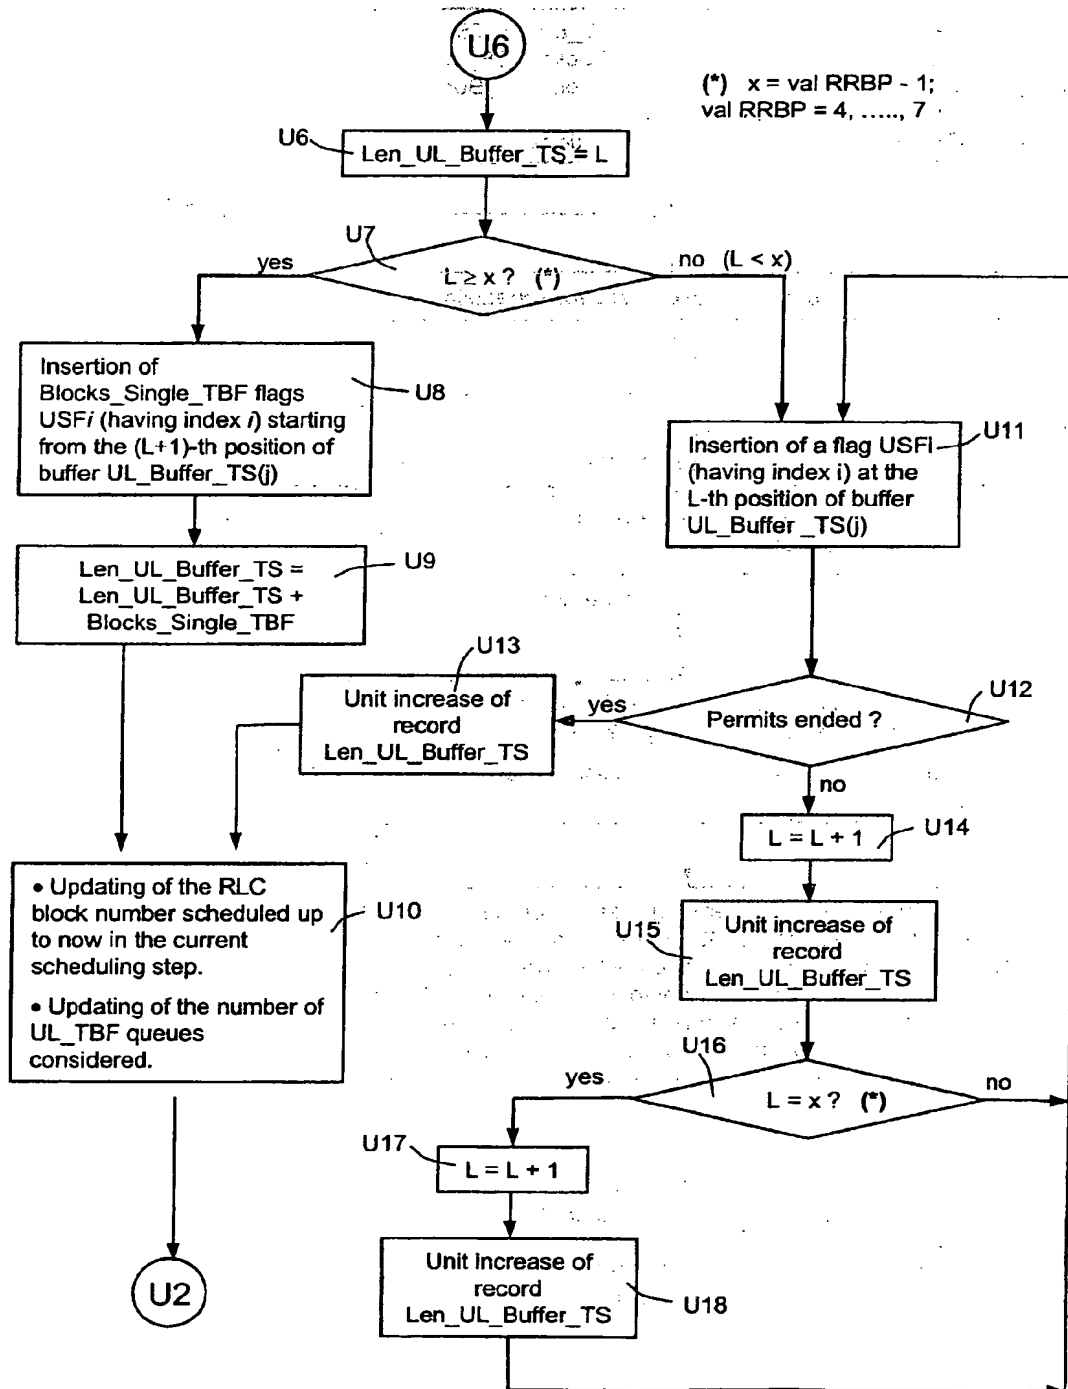 U6
(*) x = val RRBP - 1;
val RRBP = 4, ....., 7
U6
Len_UL_Buffer_TS = L
U7
yes
L ≥ x ? (*)
no (L < x)
Insertion of
Blocks_Single_TBF flags
USFi (having index i) starting
from the (L+1)-th position of
buffer UL_Buffer_TS(j)
U8
Insertion of a flag USFi
(having index i) at the
L-th position of buffer
UL_Buffer _TS(j)
U11
Len_UL_Buffer_TS =
Len_UL_Buffer_TS +
Blocks_Single_TBF
U9
U13
Unit increase of
record
Len_UL_Buffer_TS
yes
Permits ended ?
U12
no
L = L + 1
U14
• Updating of the RLC
block number scheduled up
to now in the current
scheduling step.
• Updating of the number of
UL_TBF queues
considered.
U10
U15
Unit increase of
record
Len_UL_Buffer_TS
U16
yes
L = x ? (*)
no
U17
L = L + 1
Unit increase of
record
Len_UL_Buffer_TS
U18
U2